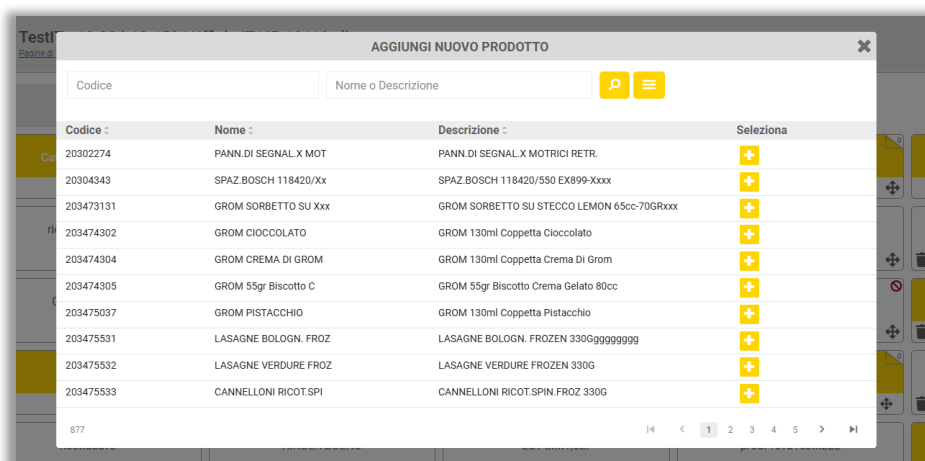 AGGIUNGI NUOVO PRODOTTO
Pagine di
Codice Nome o Descrizione
Codice Nome Descrizione Seleziona
20302274 PANN.DI SEGNAL.X MOT PANN.DI SEGNAL.X MOTRICI RETR.
20304343 SPAZ.BOSCH 118420/Xx SPAZ.BOSCH 118420/550 EX899-Xxxx
203473131 GROM SORBETTO SU Xxx GROM SORBETTO SU STECCO LEMON 65cc-70GRxxx
203474302 GROM CIOCCOLATO GROM 130ml Coppetta Cioccolato
203474304 GROM CREMA DI GROM GROM 130ml Coppetta Crema Di Grom
203474305 GROM 55gr Biscotto C GROM 55gr Biscotto Crema Gelato 80cc
203475037 GROM PISTACCHIO GROM 130ml Coppetta Pistacchio
203475531 LASAGNE BOLOGN. FROZ LASAGNE BOLOGN. FROZEN 330Gggggggggg
203475532 LASAGNE VERDURE FROZ LASAGNE VERDURE FROZEN 330G
203475533 CANNELLONI RICOT.SPI CANNELLONI RICOT.SPIN.FROZ 330G
877 1 2 3 4 5